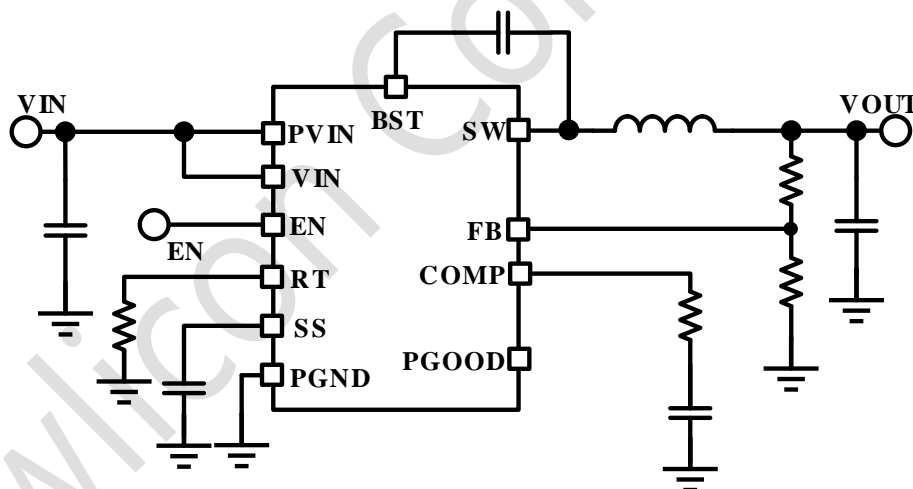 VIN
VOUT
BST
PVIN
SW
VIN
EN
EN
FB
RT
COMP
SS
PGND
PGOOD